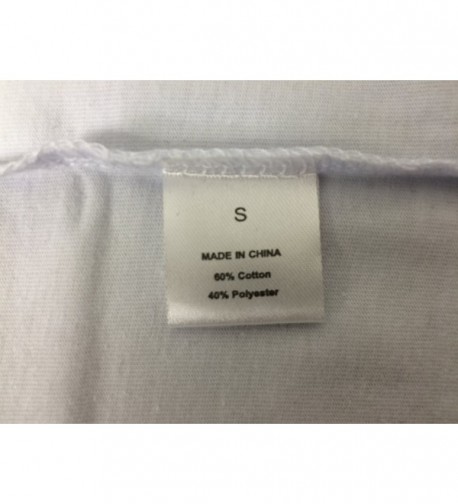 S
MADE IN CHINA
60% Cotton
40% Polyester